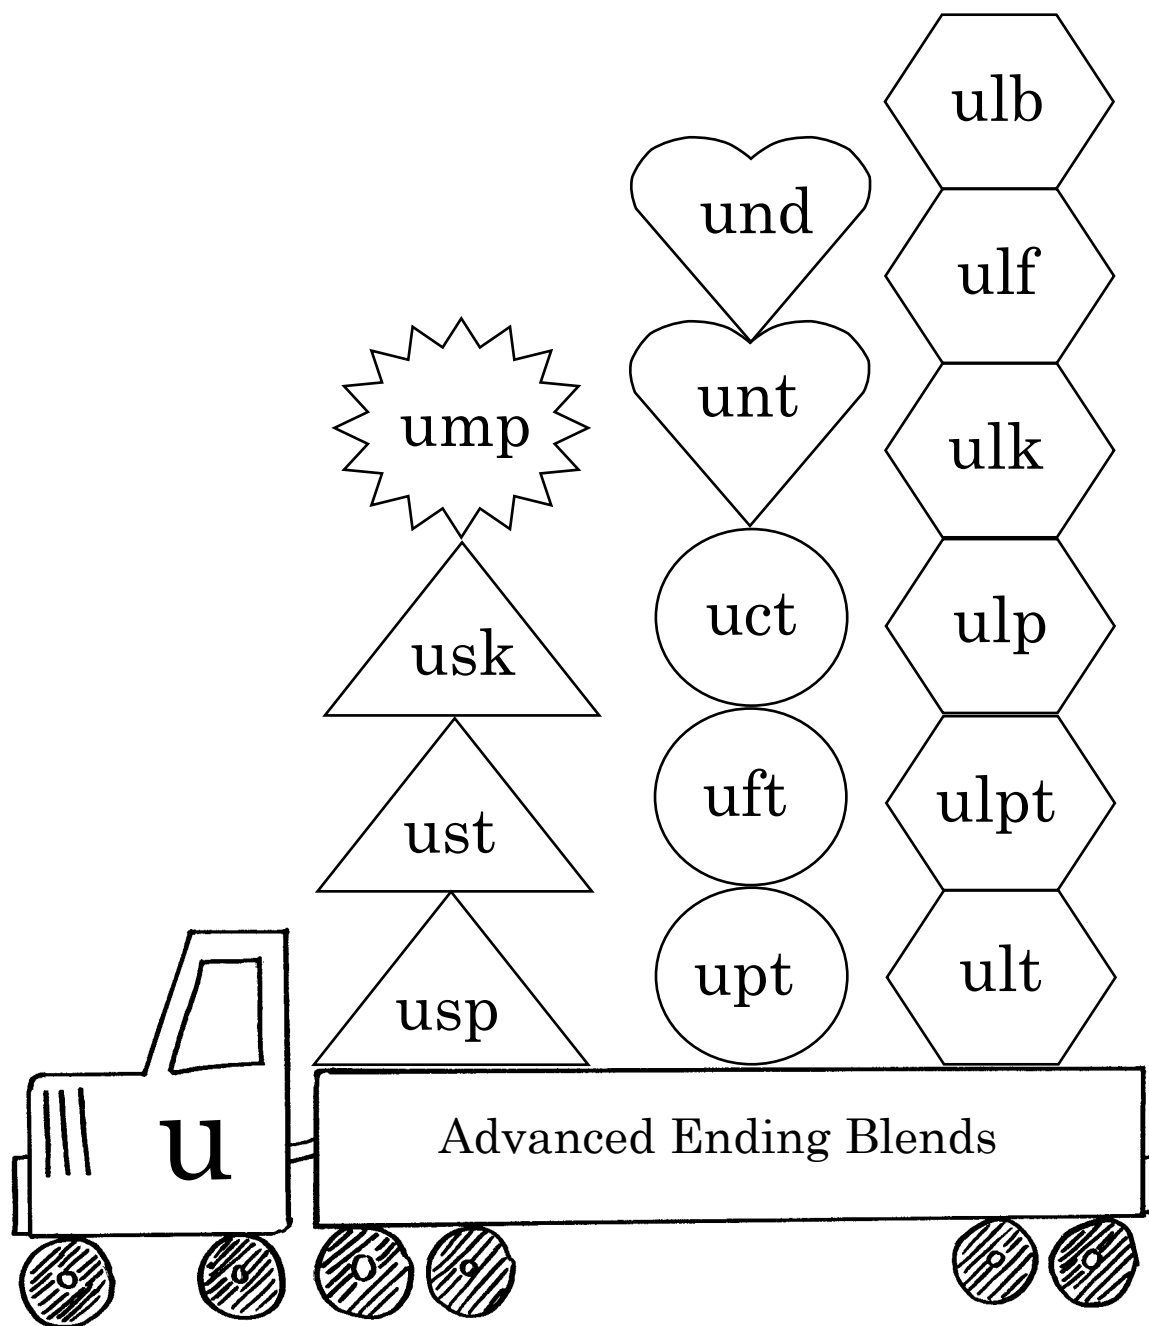 ump
usk
ust
usp
und
unt
uct
uft
upt
ulb
ulf
ulk
ulp
ulpt
ult
u
Advanced Ending Blends